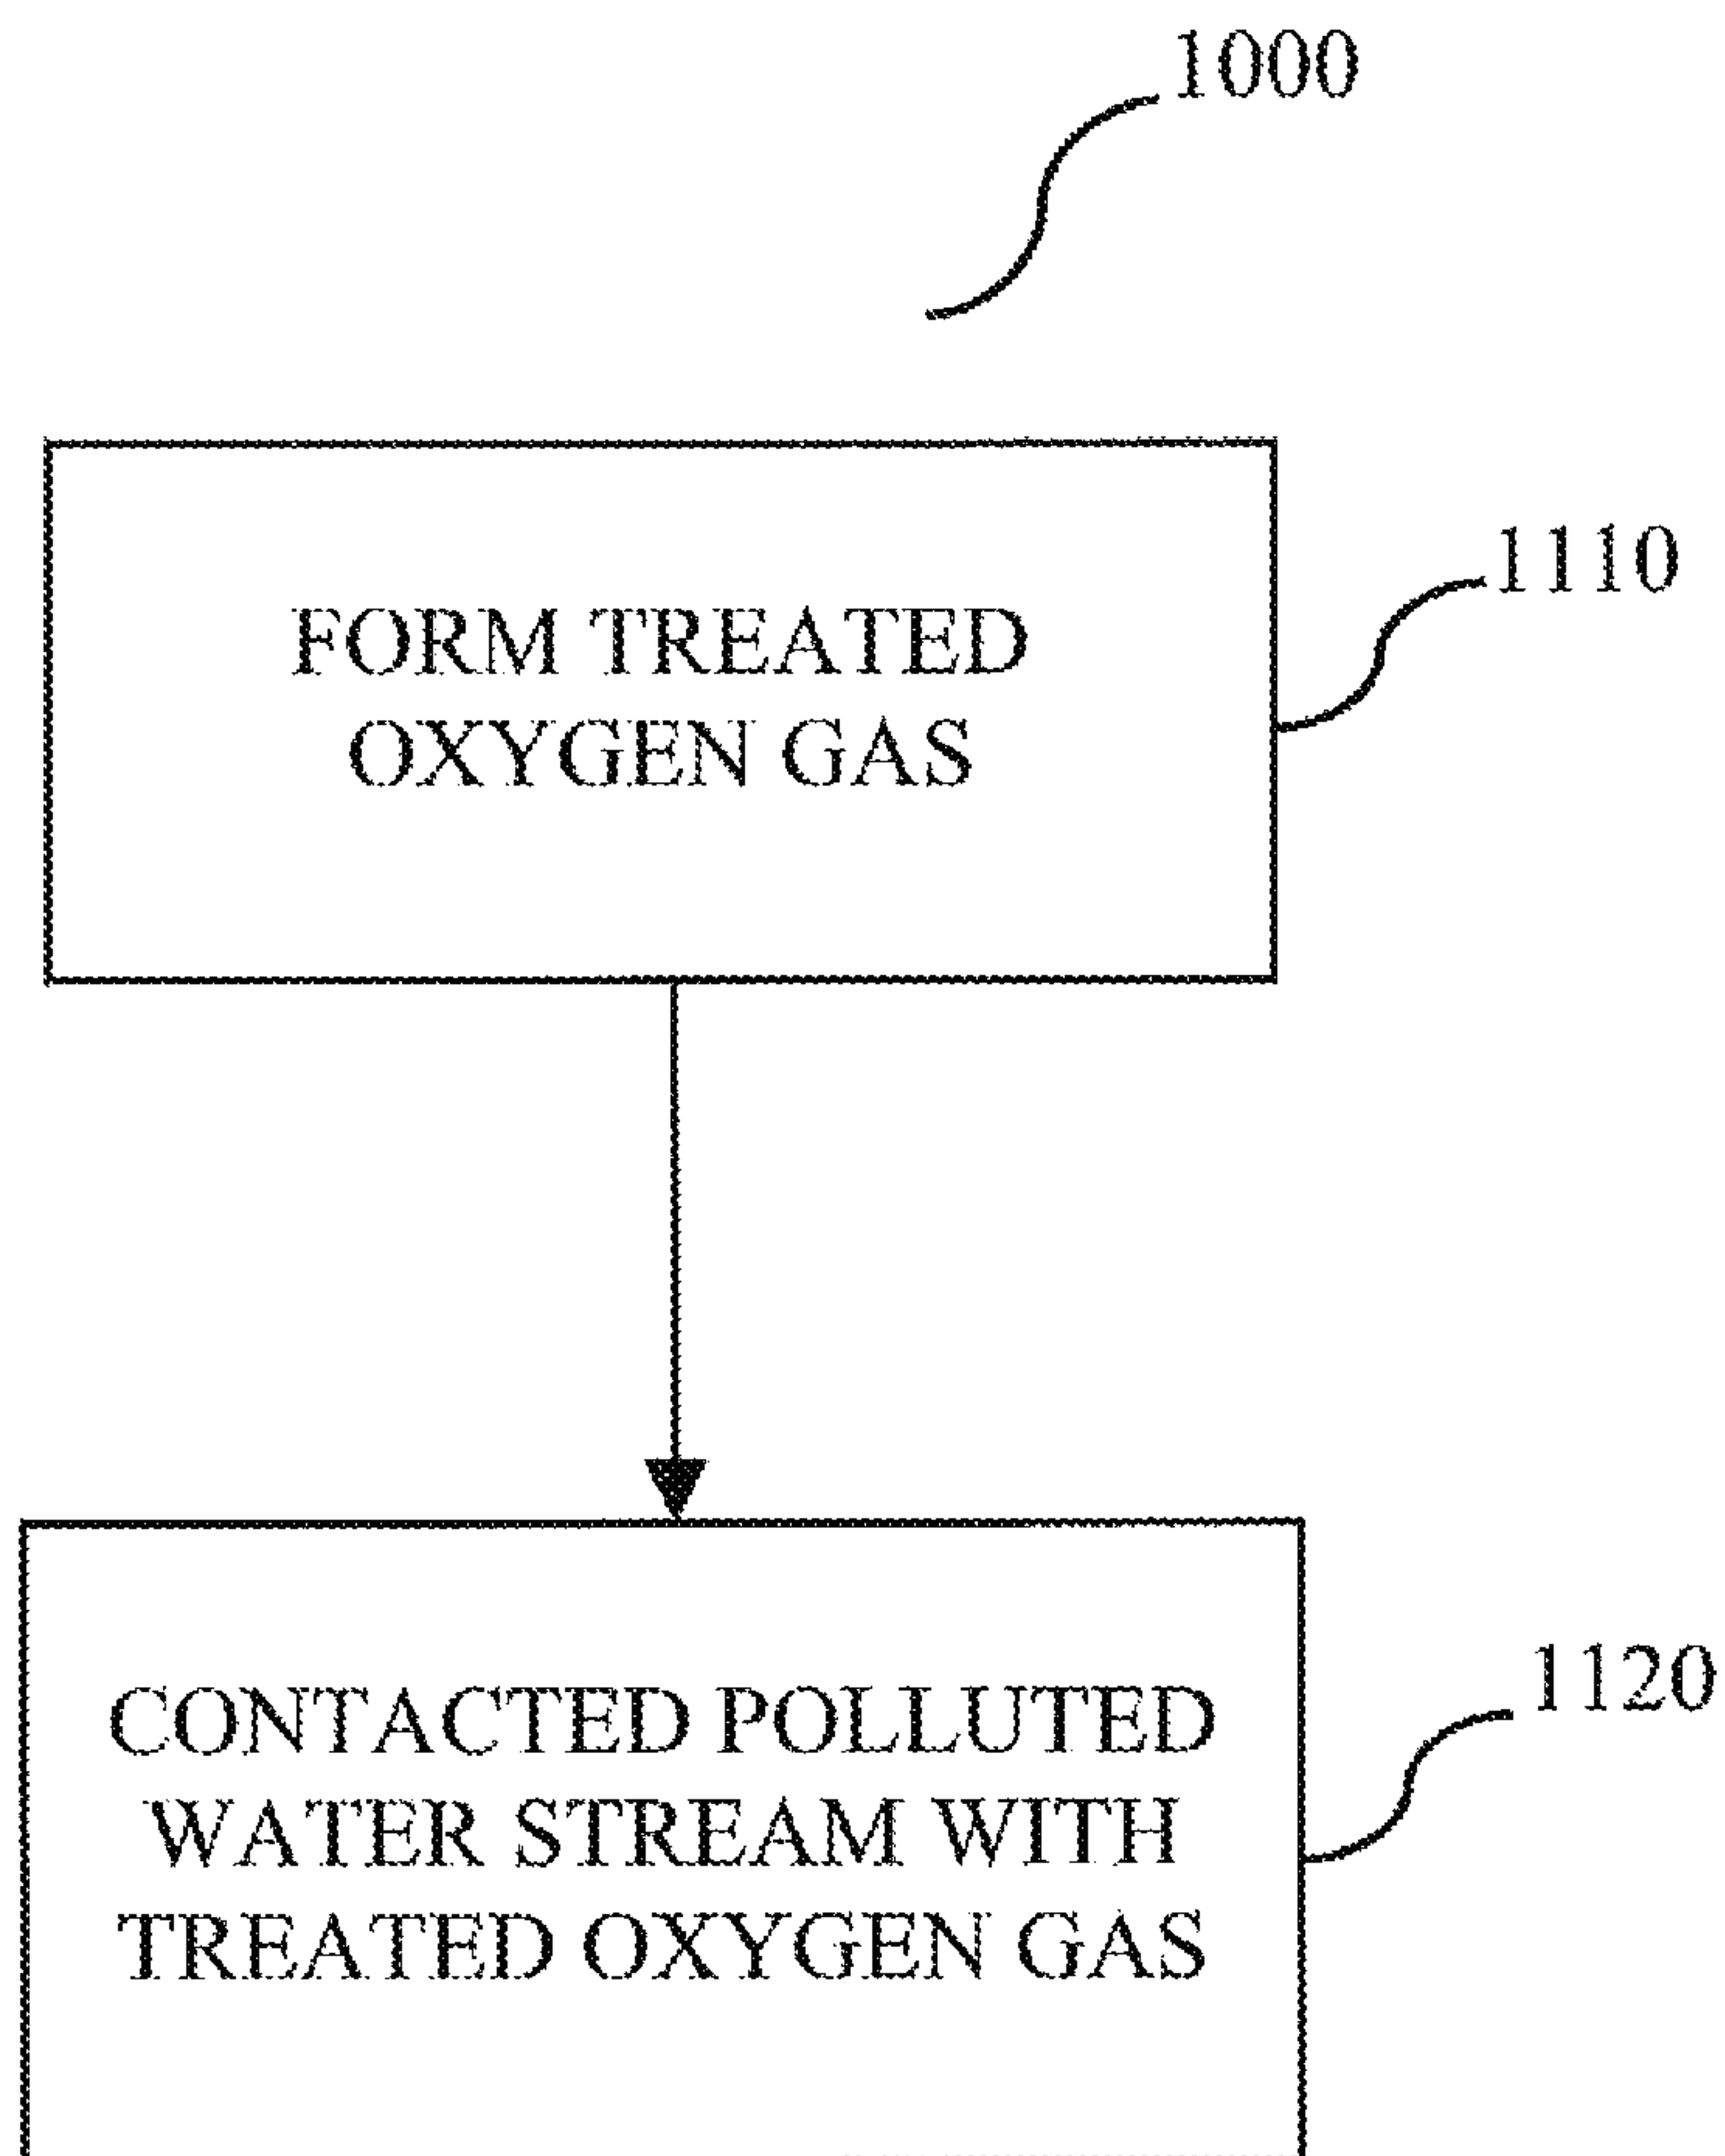 1000
FORM TREATED
OXYGEN GAS
1110
CONTACTED POLLUTED
WATER STREAM WITH
TREATED OXYGEN GAS
1120